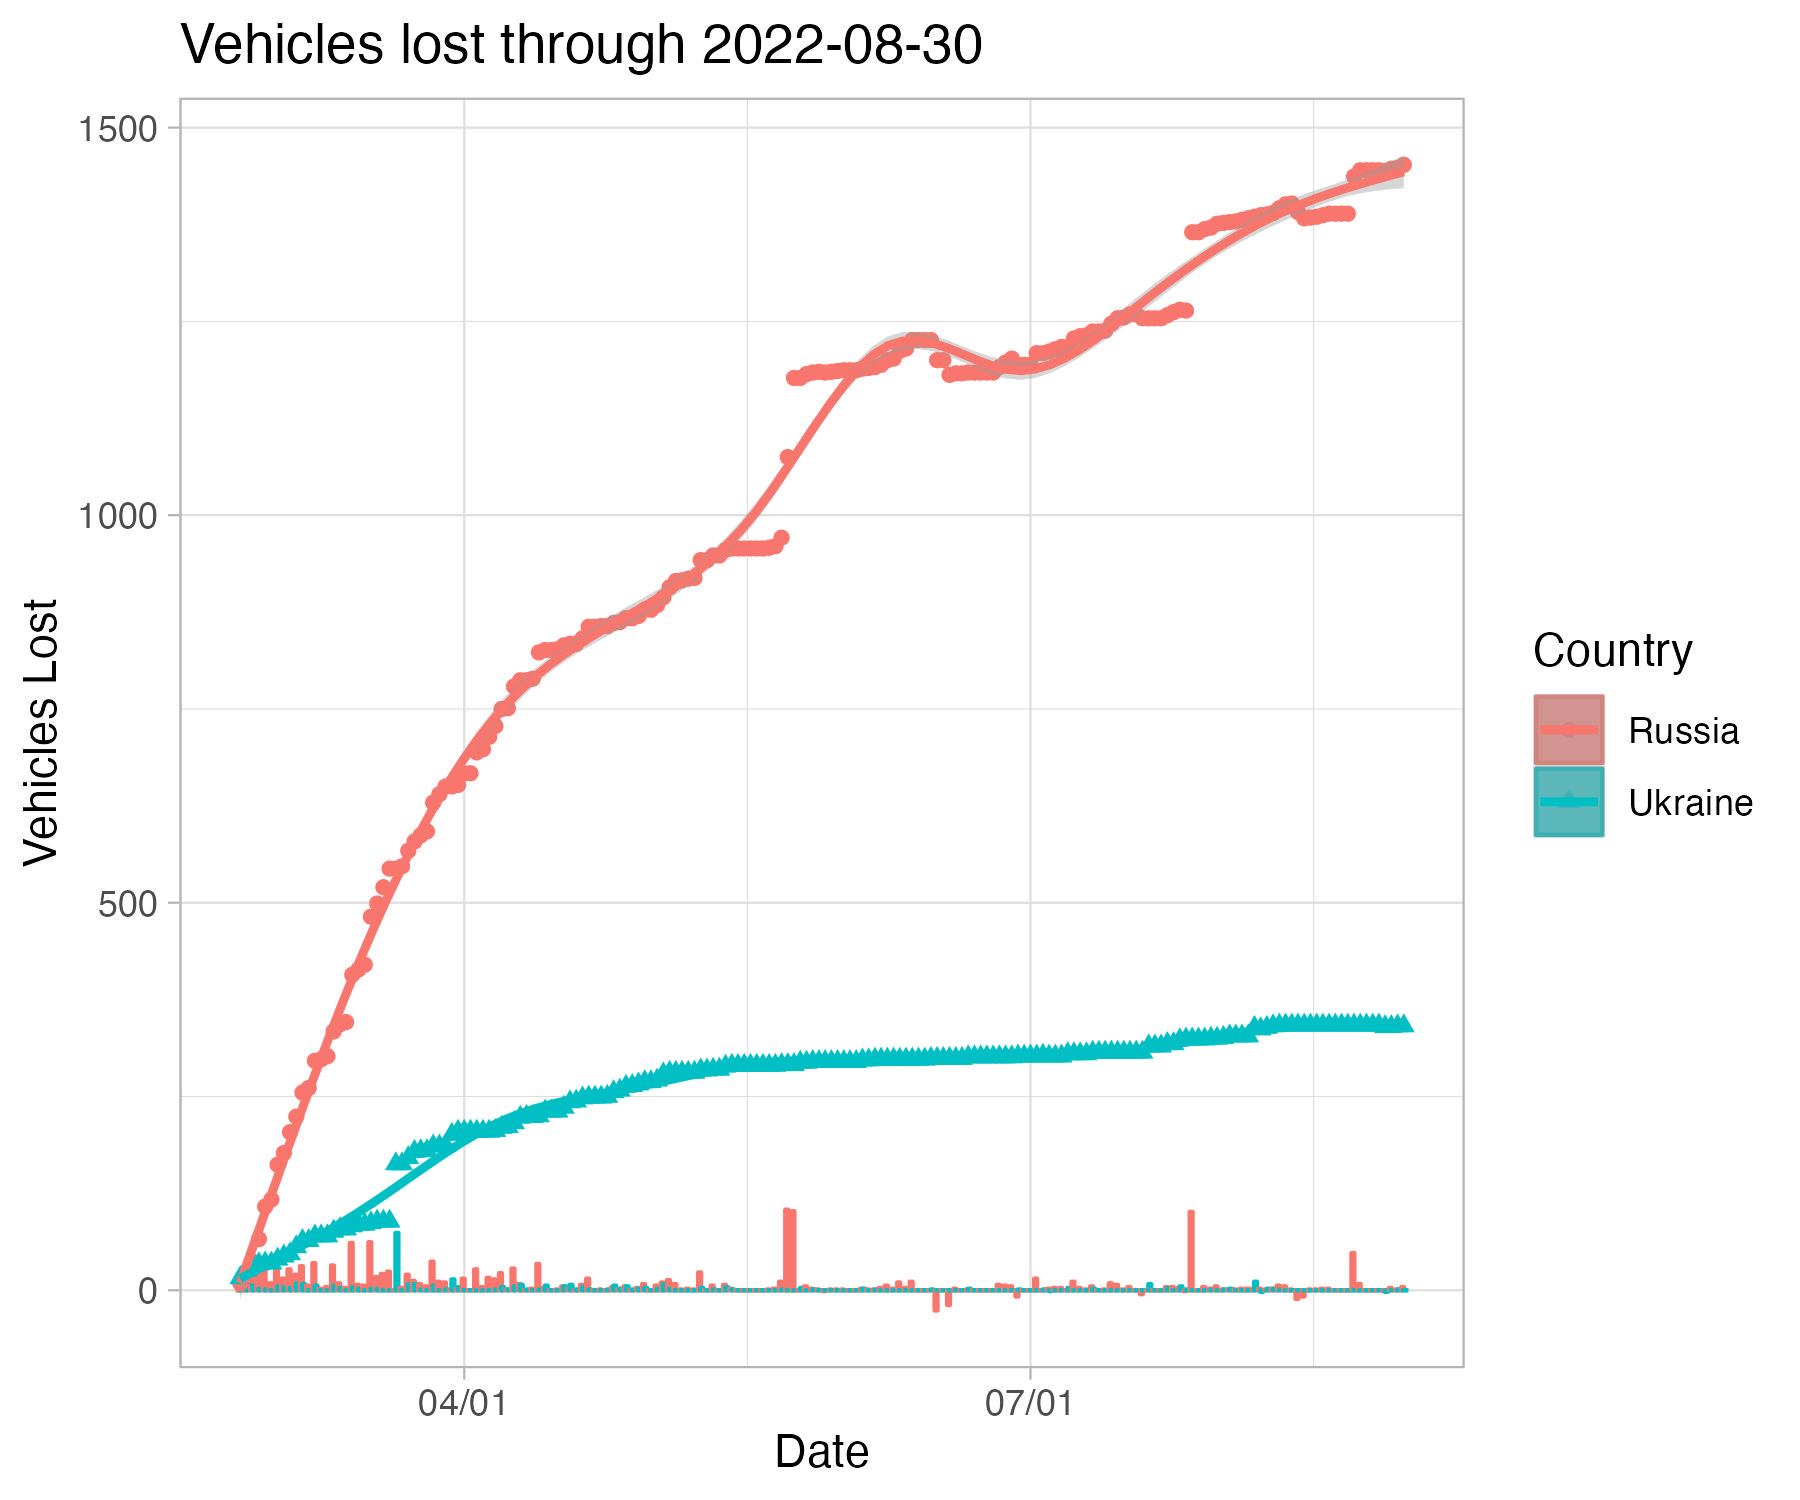 Vehicles lost through 2022-08-30
1500
1000
500
0
Vehicles Lost
04/01
07/01
Date
Country
Russia
Ukraine